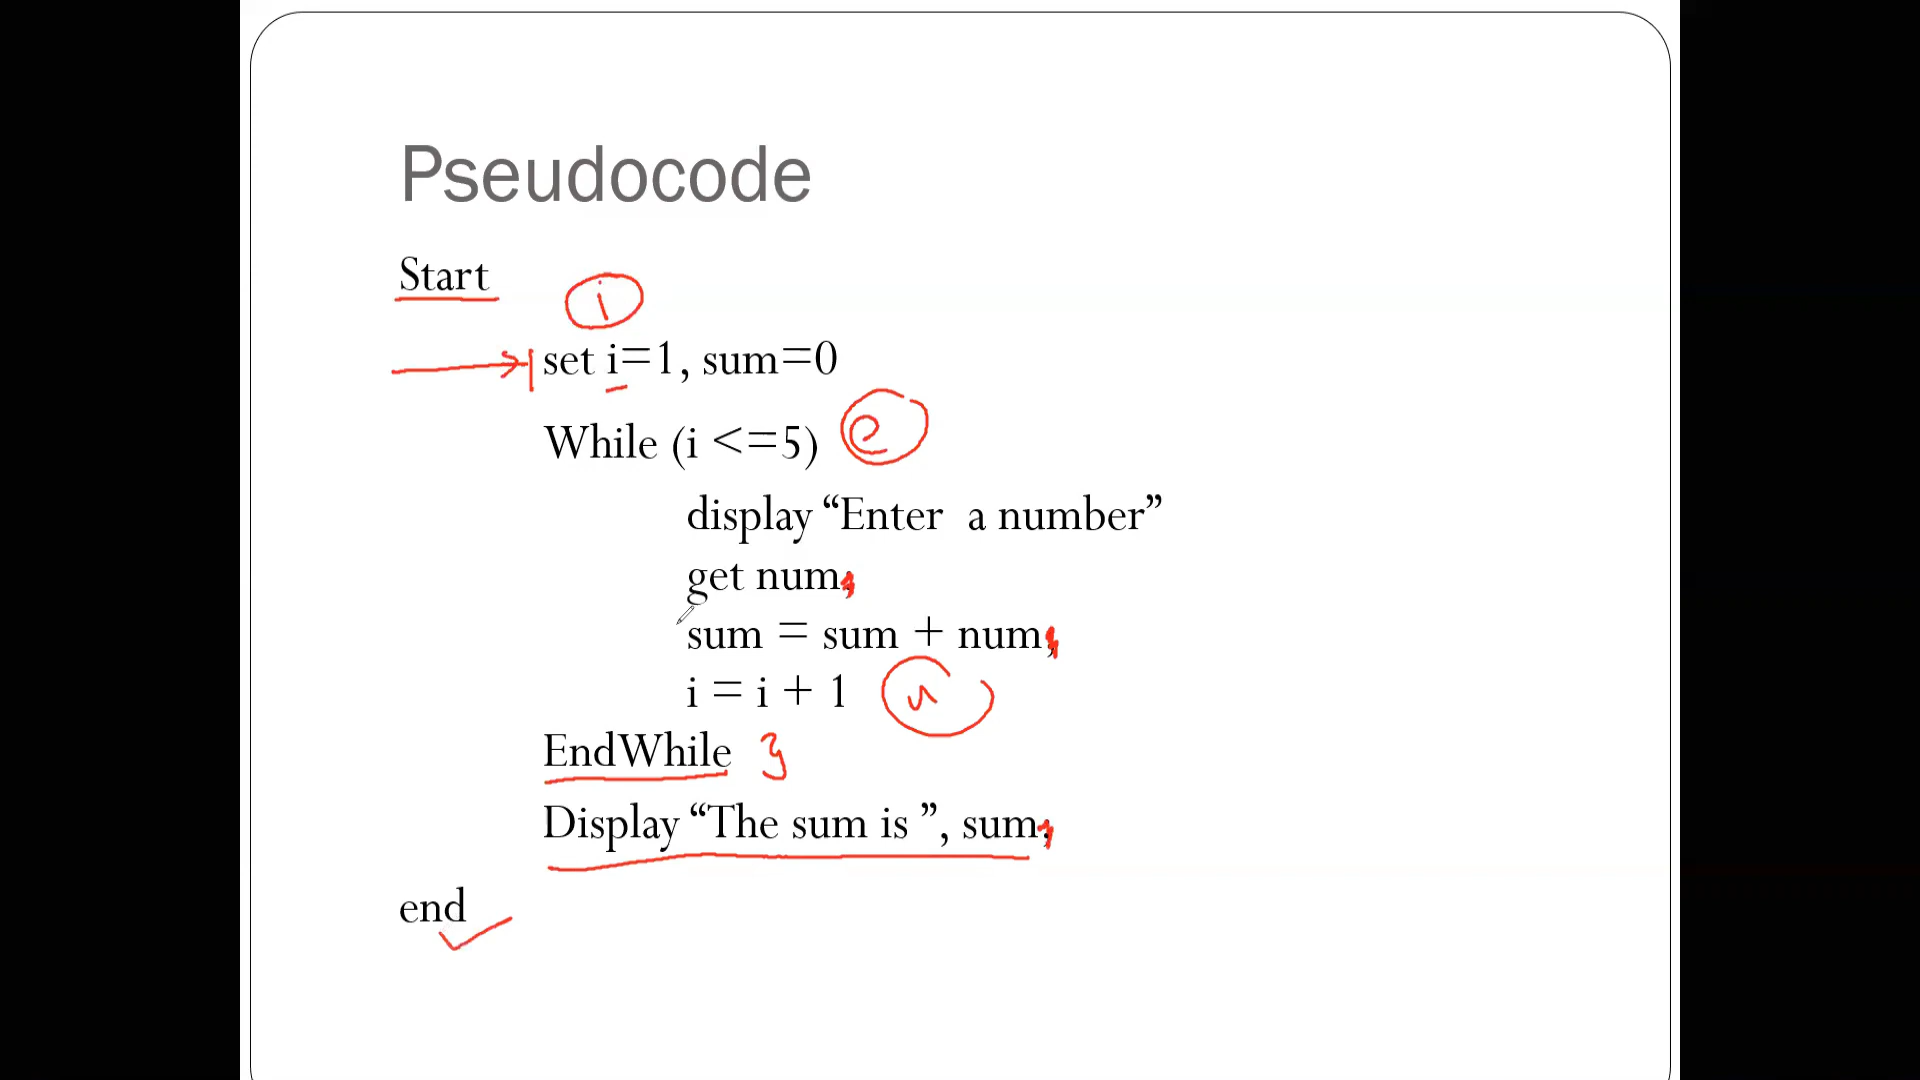 Pseudocode
Start
i
set i=1, sum=0
While (i <=5) e
display “Enter  a number”
get num;
sum = sum + num;
i = i + 1 u
EndWhile }
Display “The sum is ”, sum;
end